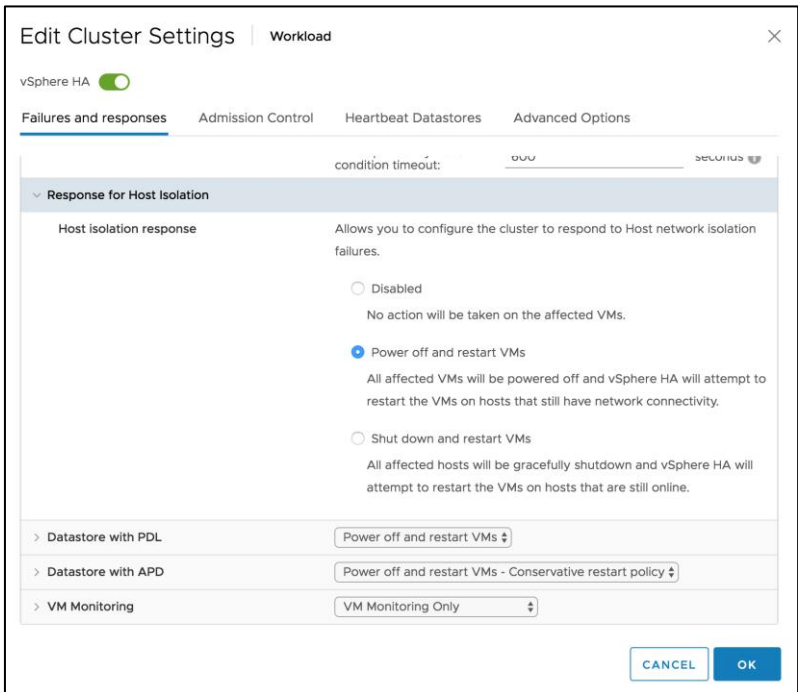 Edit Cluster Settings Workload
vSphere HA
Failures and responses Admission Control Heartbeat Datastores Advanced Options
condition timeout: 600 seconds
Response for Host Isolation
Host isolation response
Allows you to configure the cluster to respond to Host network isolation
failures.
Disabled
No action will be taken on the affected VMs.
Power off and restart VMs
All affected VMs will be powered off and vSphere HA will attempt to
restart the VMs on hosts that still have network connectivity.
Shut down and restart VMs
All affected hosts will be gracefully shutdown and vSphere HA will
attempt to restart the VMs on hosts that are still online.
Datastore with PDL Power off and restart VMs
Datastore with APD Power off and restart VMs - Conservative restart policy
VM Monitoring VM Monitoring Only
CANCEL OK